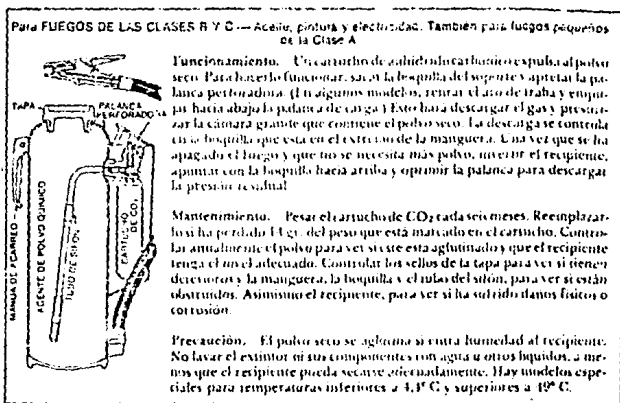 Para FUEGOS DE LAS CLASES B Y C — Aceite, pintura y electricidad. También para fuegos pequeños
de la Clase A
TAPA
PALANCA
PERFORADORA
MANIJA DE ACARREO
AGENTE DE POLVO QUIMICO
TUBO DE SIFON
CARTUCHO
DE CO₂
Funcionamiento. Un cartucho de anhídrido carbónico expulsa al polvo
seco. Para hacerlo funcionar, sacar la boquilla del soporte y apretar la pa-
lanca perforadora. (En algunos modelos, retirar el aro de traba y empu-
jar hacia abajo la palanca de carga.) Esto hará descargar el gas y presuri-
zar la cámara grande que contiene el polvo seco. La descarga se controla
en la boquilla que está en el extremo de la manguera. Una vez que se ha
apagado el fuego y que no se necesita más polvo, invertir el recipiente,
apuntar con la boquilla hacia arriba y oprimir la palanca para descargar
la presión residual.
Mantenimiento. Pesar el cartucho de CO₂ cada seis meses. Reemplazar-
lo si ha perdido 14 gr. del peso que está marcado en el cartucho. Contro-
lar anualmente el polvo para ver si éste está aglutinado y que el recipiente
tenga el nivel adecuado. Controlar los sellos de la tapa para ver si tienen
deterioros y la manguera, la boquilla y el tubo del sifón, para ver si están
obstruidos. Asimismo el recipiente, para ver si ha sufrido daños físicos o
corrosión.
Precaución. El polvo seco se aglutina si entra humedad al recipiente.
No lavar el extintor ni sus componentes con agua u otros líquidos, a me-
nos que el recipiente pueda secarse adecuadamente. Hay modelos espe-
ciales para temperaturas inferiores a 4,4° C y superiores a 49° C.